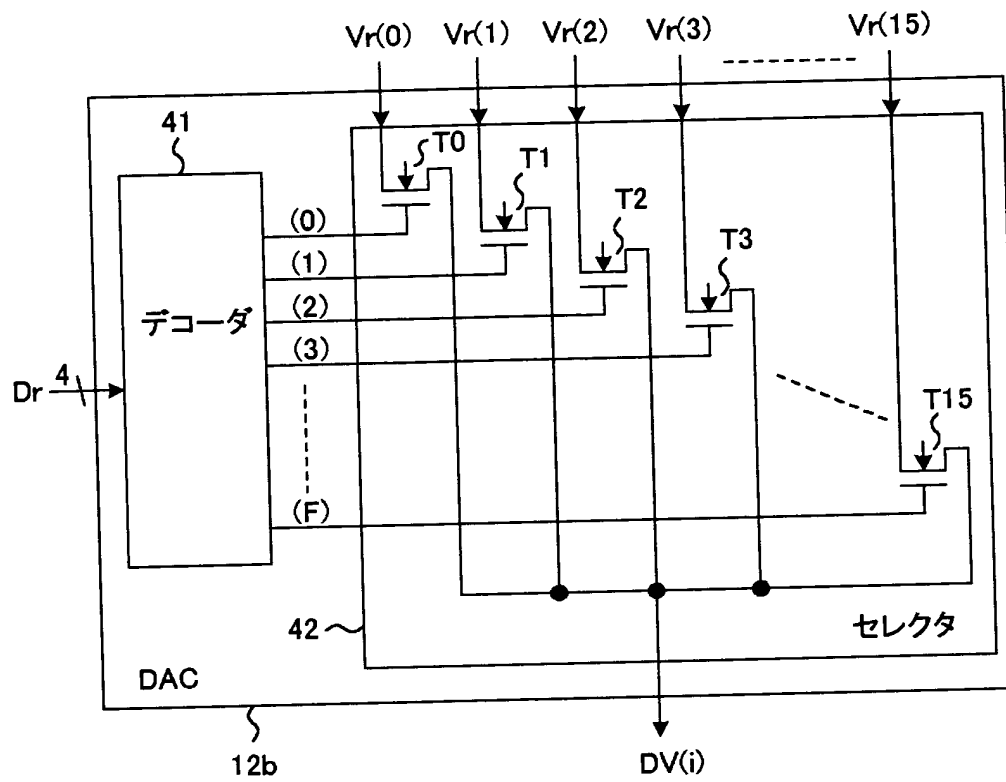 Vr(0) Vr(1) Vr(2) Vr(3) Vr(15)
41
T0
T1
T2
T3
T15
(0)
(1)
(2)
(3)
(F)
デコーダ
Dr 4
42
セレクタ
DAC
12b
DV(i)